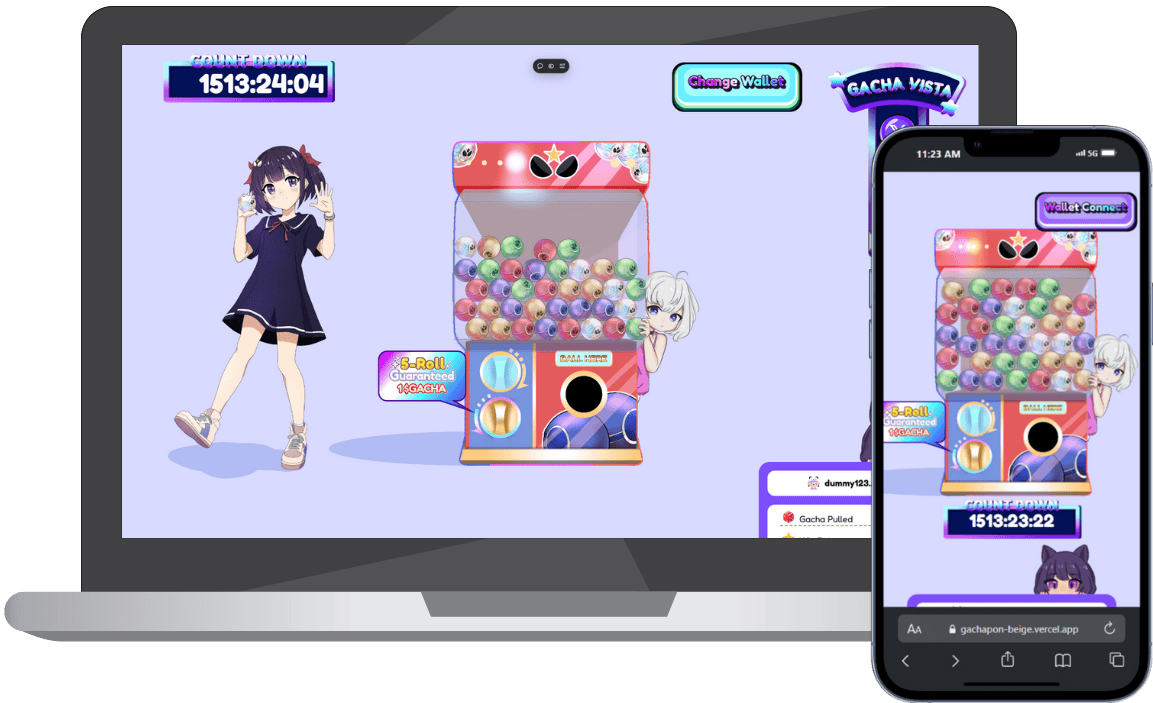 COUNT DOWN
1513:24:04
Change Wallet
GACHA VISTA
BALL HERE
5-Roll
Guaranteed
1$GACHA
dummy123.
Gacha Pulled
11:23 AM
5G
Wallet Connect
5-Roll
Guaranteed
1$GACHA
BALL HERE
COUNT DOWN
1513:23:22
AA
gachapon-beige.vercel.app